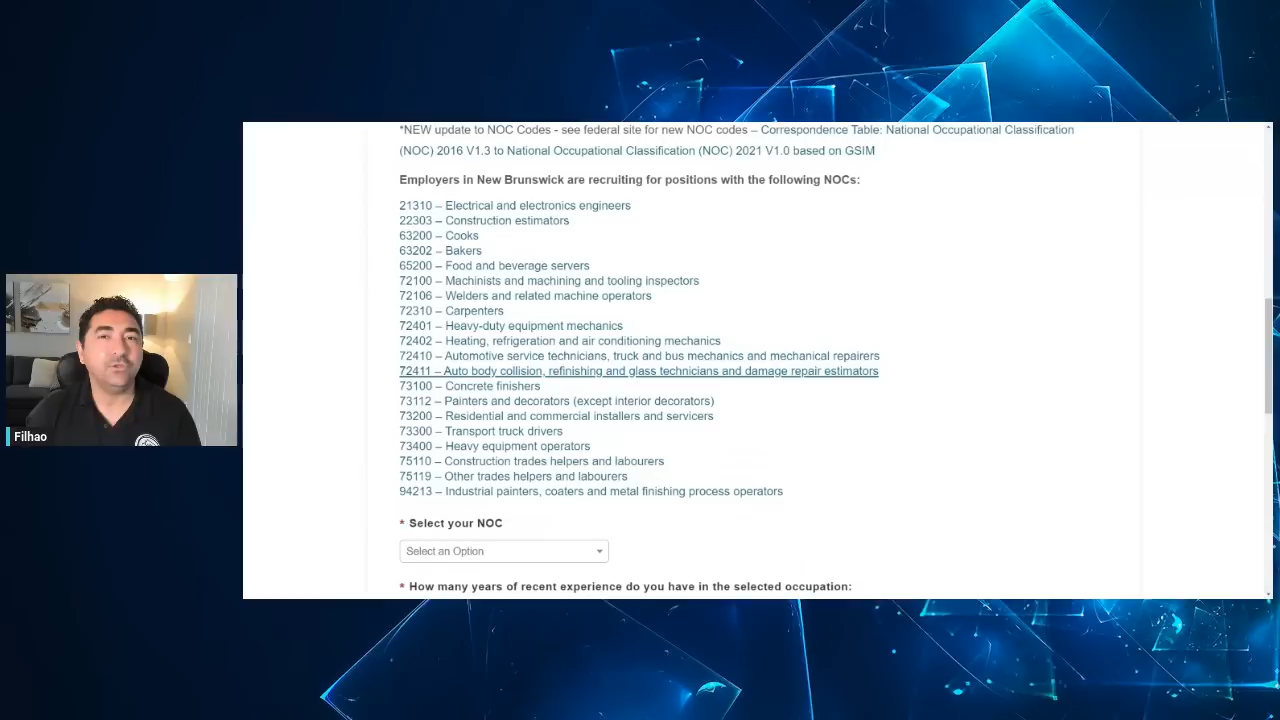 *NEW update to NOC Codes - see federal site for new NOC codes – Correspondence Table: National Occupational Classification
(NOC) 2016 V1.3 to National Occupational Classification (NOC) 2021 V1.0 based on GSIM
Employers in New Brunswick are recruiting for positions with the following NOCs:
21310 – Electrical and electronics engineers
22303 – Construction estimators
63200 – Cooks
63202 – Bakers
65200 – Food and beverage servers
72100 – Machinists and machining and tooling inspectors
72106 – Welders and related machine operators
72310 – Carpenters
72401 – Heavy-duty equipment mechanics
72402 – Heating, refrigeration and air conditioning mechanics
72410 – Automotive service technicians, truck and bus mechanics and mechanical repairers
72411 – Auto body collision, refinishing and glass technicians and damage repair estimators
73100 – Concrete finishers
73112 – Painters and decorators (except interior decorators)
73200 – Residential and commercial installers and servicers
73300 – Transport truck drivers
73400 – Heavy equipment operators
75110 – Construction trades helpers and labourers
75119 – Other trades helpers and labourers
94213 – Industrial painters, coaters and metal finishing process operators
* Select your NOC
Select an Option
* How many years of recent experience do you have in the selected occupation:
Filhao